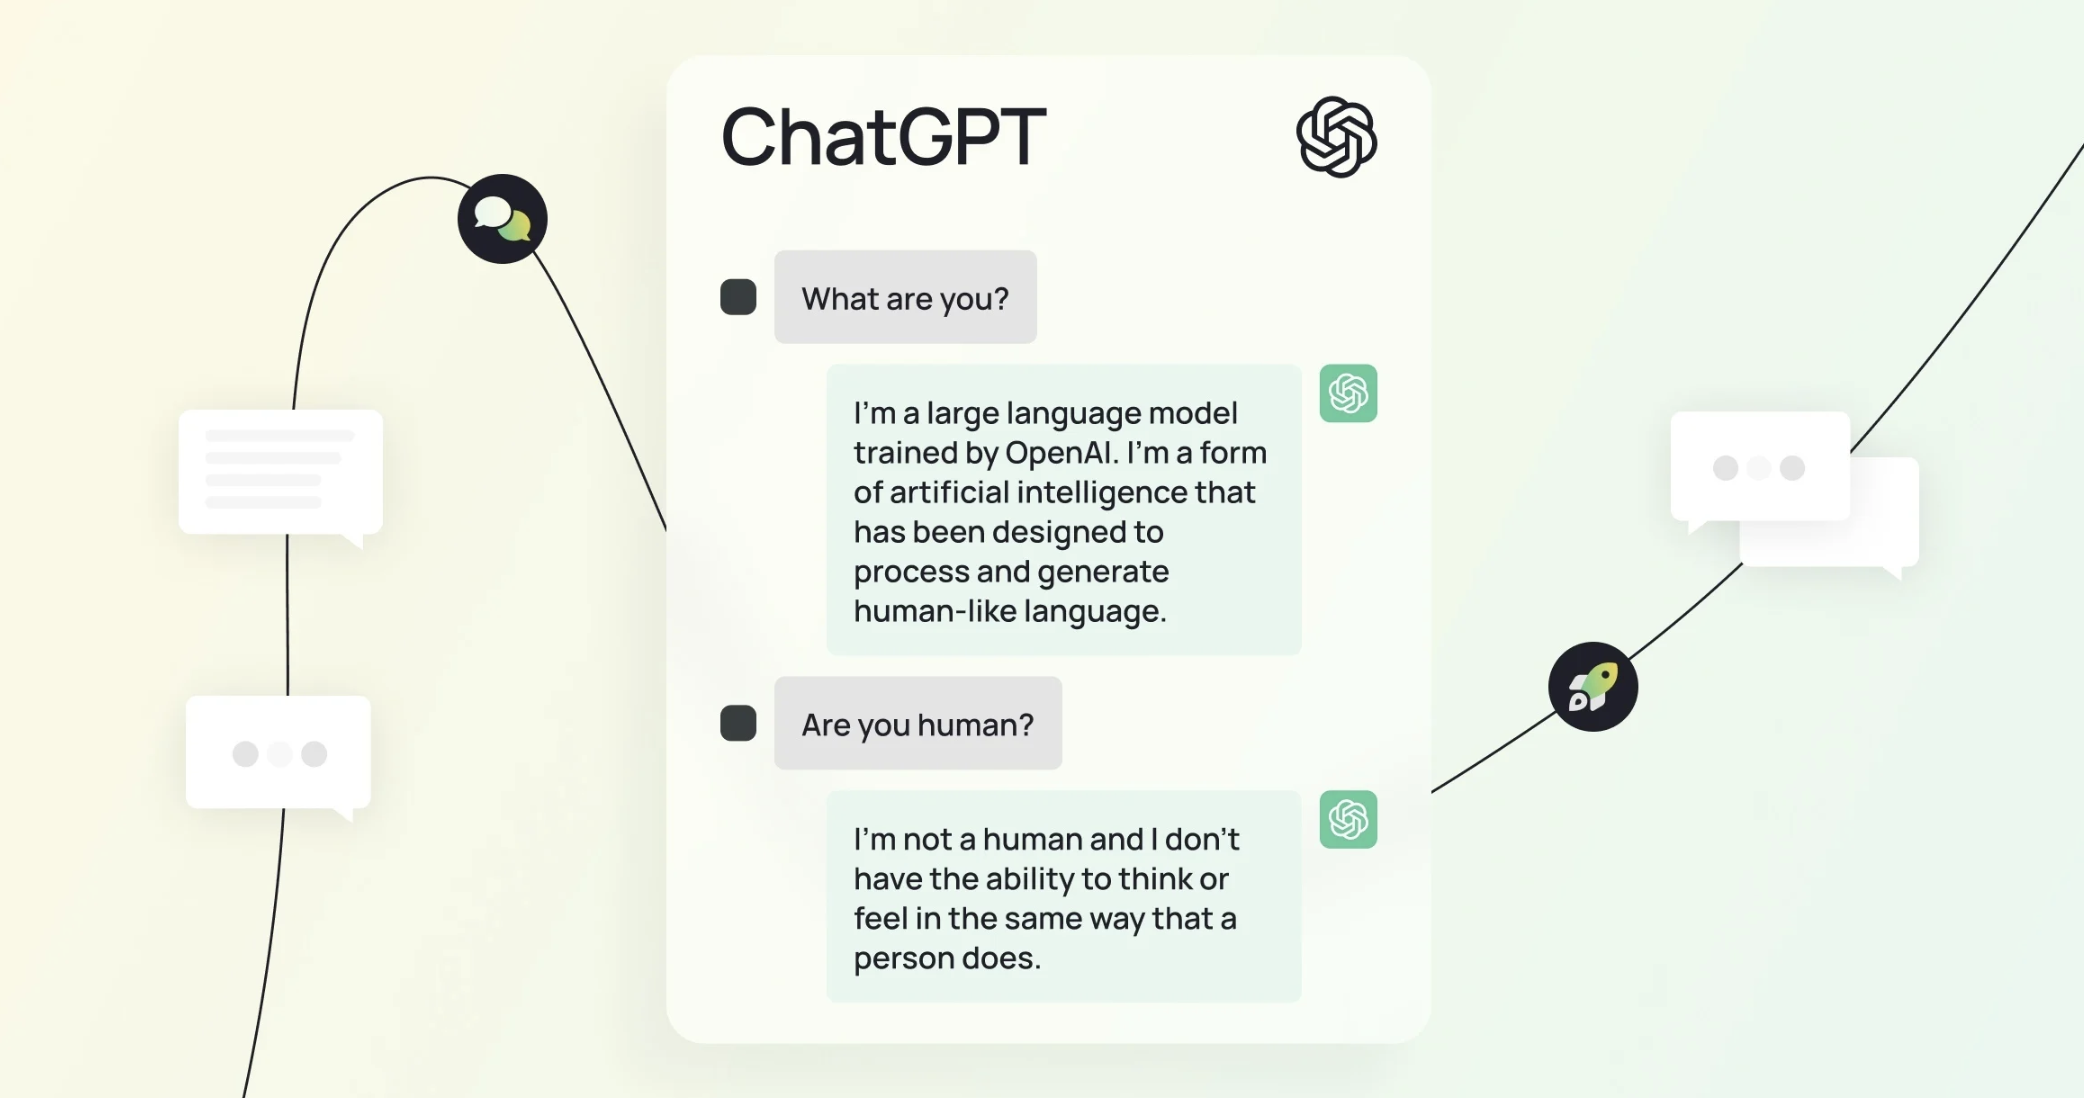 ChatGPT
What are you?
I'm a large language model
trained by OpenAI. I'm a form
of artificial intelligence that
has been designed to
process and generate
human-like language.
Are you human?
I'm not a human and I don't
have the ability to think or
feel in the same way that a
person does.